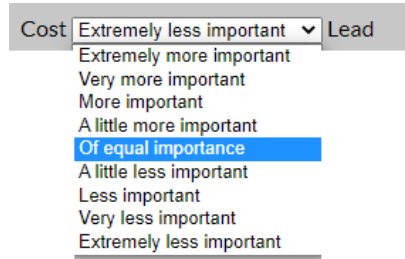 Cost Extremely less important Lead
Extremely more important
Very more important
More important
A little more important
Of equal importance
A little less important
Less important
Very less important
Extremely less important